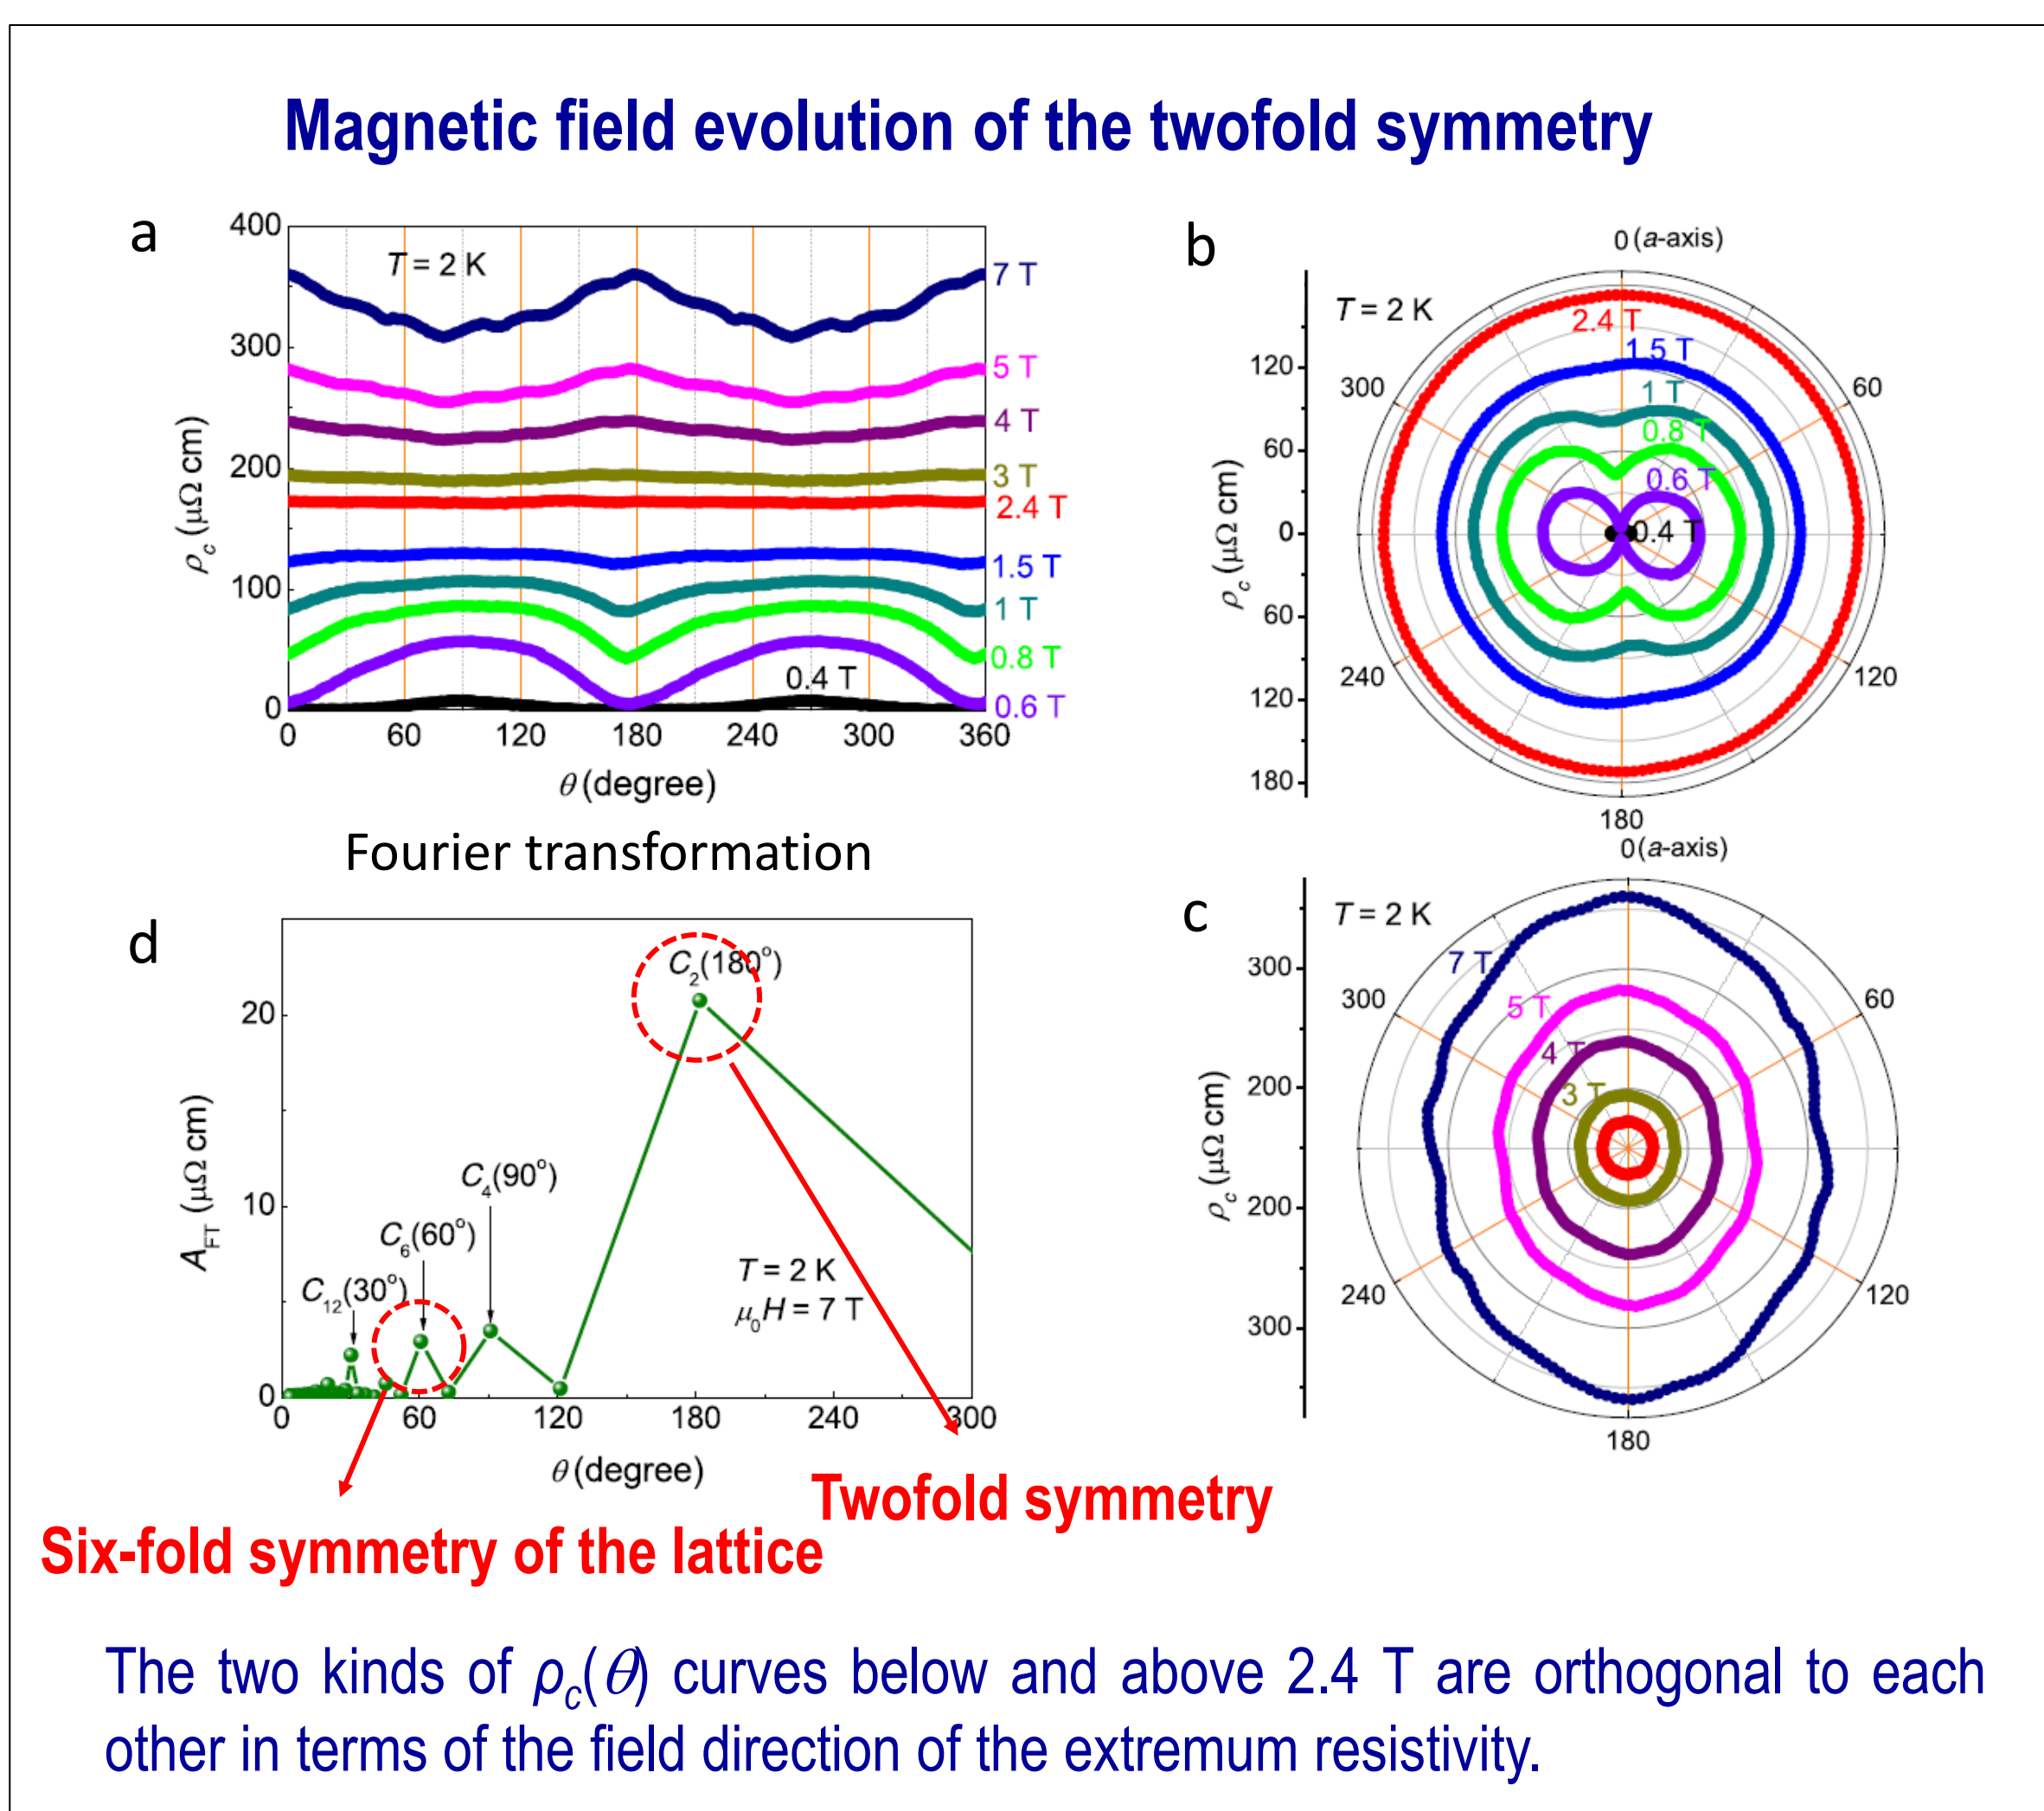 Magnetic field evolution of the twofold symmetry
a
400
300
200
100
0
ρc (μΩ cm)
T = 2 K
7 T
5 T
4 T
3 T
2.4 T
1.5 T
1 T
0.8 T
0.4 T
0.6 T
0 60 120 180 240 300 360
θ (degree)
b
0 (a-axis)
T = 2 K
2.4 T
1.5 T
1 T
0.8 T
0.6 T
0.4 T
120
60
0
60
120
180
ρc (μΩ cm)
300
60
240
120
180
Fourier transformation
c
0 (a-axis)
T = 2 K
7 T
5 T
4 T
3 T
300
200
200
300
ρc (μΩ cm)
300
60
240
120
180
d
20
10
0
AFT (μΩ cm)
C2(180°)
C4(90°)
C6(60°)
C12(30°)
T = 2 K
μ0H = 7 T
0 60 120 180 240 300
θ (degree)
Twofold symmetry
Six-fold symmetry of the lattice
The two kinds of ρc(θ) curves below and above 2.4 T are orthogonal to each
other in terms of the field direction of the extremum resistivity.